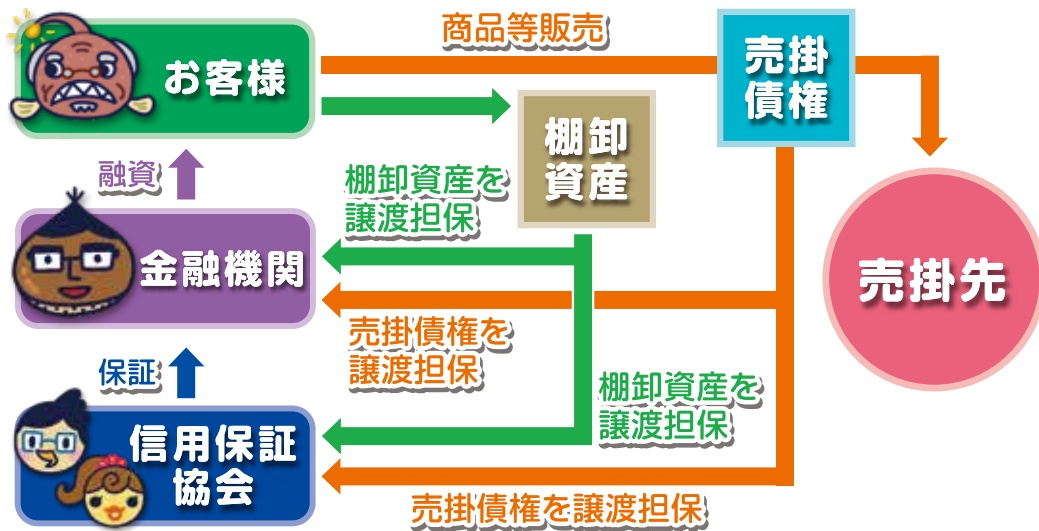 商品等販売
お客様
売掛
債権
棚卸
資産
融資
棚卸資産を
譲渡担保
金融機関
売掛先
売掛債権を
譲渡担保
保証
棚卸資産を
譲渡担保
信用保証
協会
売掛債権を譲渡担保